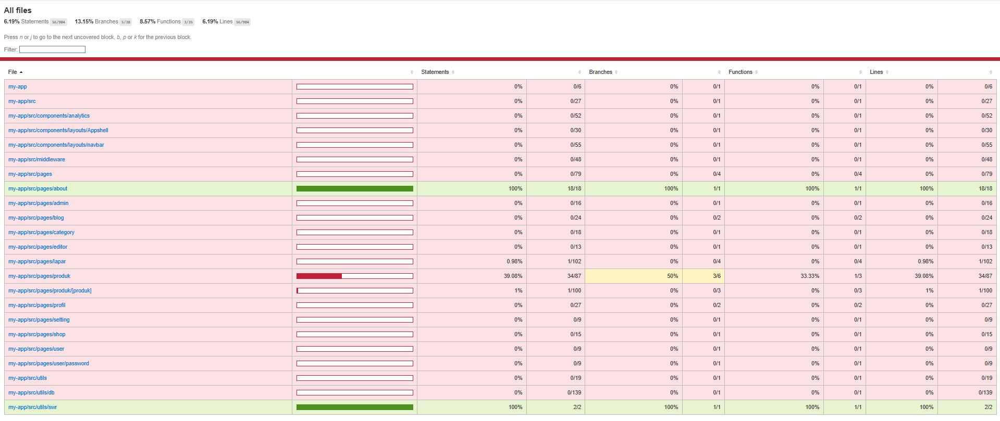 All files
6.19% Statements 56/904 13.15% Branches 5/38 8.57% Functions 3/35 6.19% Lines 56/904
Press n or j to go to the next uncovered block, b, p or k for the previous block.
Filter:
File Statements Branches Functions Lines
my-app 0% 0/6 0% 0/1 0% 0/1 0% 0/6
my-app/src 0% 0/27 0% 0/1 0% 0/1 0% 0/27
my-app/src/components/analytics 0% 0/52 0% 0/1 0% 0/1 0% 0/52
my-app/src/components/layouts/Appshell 0% 0/30 0% 0/1 0% 0/1 0% 0/30
my-app/src/components/layouts/navbar 0% 0/55 0% 0/1 0% 0/1 0% 0/55
my-app/src/middleware 0% 0/48 0% 0/1 0% 0/1 0% 0/48
my-app/src/pages 0% 0/79 0% 0/4 0% 0/4 0% 0/79
my-app/src/pages/about 100% 18/18 100% 1/1 100% 1/1 100% 18/18
my-app/src/pages/admin 0% 0/16 0% 0/1 0% 0/1 0% 0/16
my-app/src/pages/blog 0% 0/24 0% 0/2 0% 0/2 0% 0/24
my-app/src/pages/category 0% 0/18 0% 0/1 0% 0/1 0% 0/18
my-app/src/pages/editor 0% 0/13 0% 0/1 0% 0/1 0% 0/13
my-app/src/pages/lapar 0.98% 1/102 0% 0/4 0% 0/4 0.98% 1/102
my-app/src/pages/produk 39.08% 34/87 50% 3/6 33.33% 1/3 39.08% 34/87
my-app/src/pages/produk/[produk] 1% 1/100 0% 0/3 0% 0/3 1% 1/100
my-app/src/pages/profil 0% 0/27 0% 0/2 0% 0/2 0% 0/27
my-app/src/pages/setting 0% 0/9 0% 0/1 0% 0/1 0% 0/9
my-app/src/pages/shop 0% 0/15 0% 0/1 0% 0/1 0% 0/15
my-app/src/pages/user 0% 0/9 0% 0/1 0% 0/1 0% 0/9
my-app/src/pages/user/password 0% 0/9 0% 0/1 0% 0/1 0% 0/9
my-app/src/utils 0% 0/19 0% 0/1 0% 0/1 0% 0/19
my-app/src/utils/db 0% 0/139 0% 0/1 0% 0/1 0% 0/139
my-app/src/utils/swr 100% 2/2 100% 1/1 100% 1/1 100% 2/2